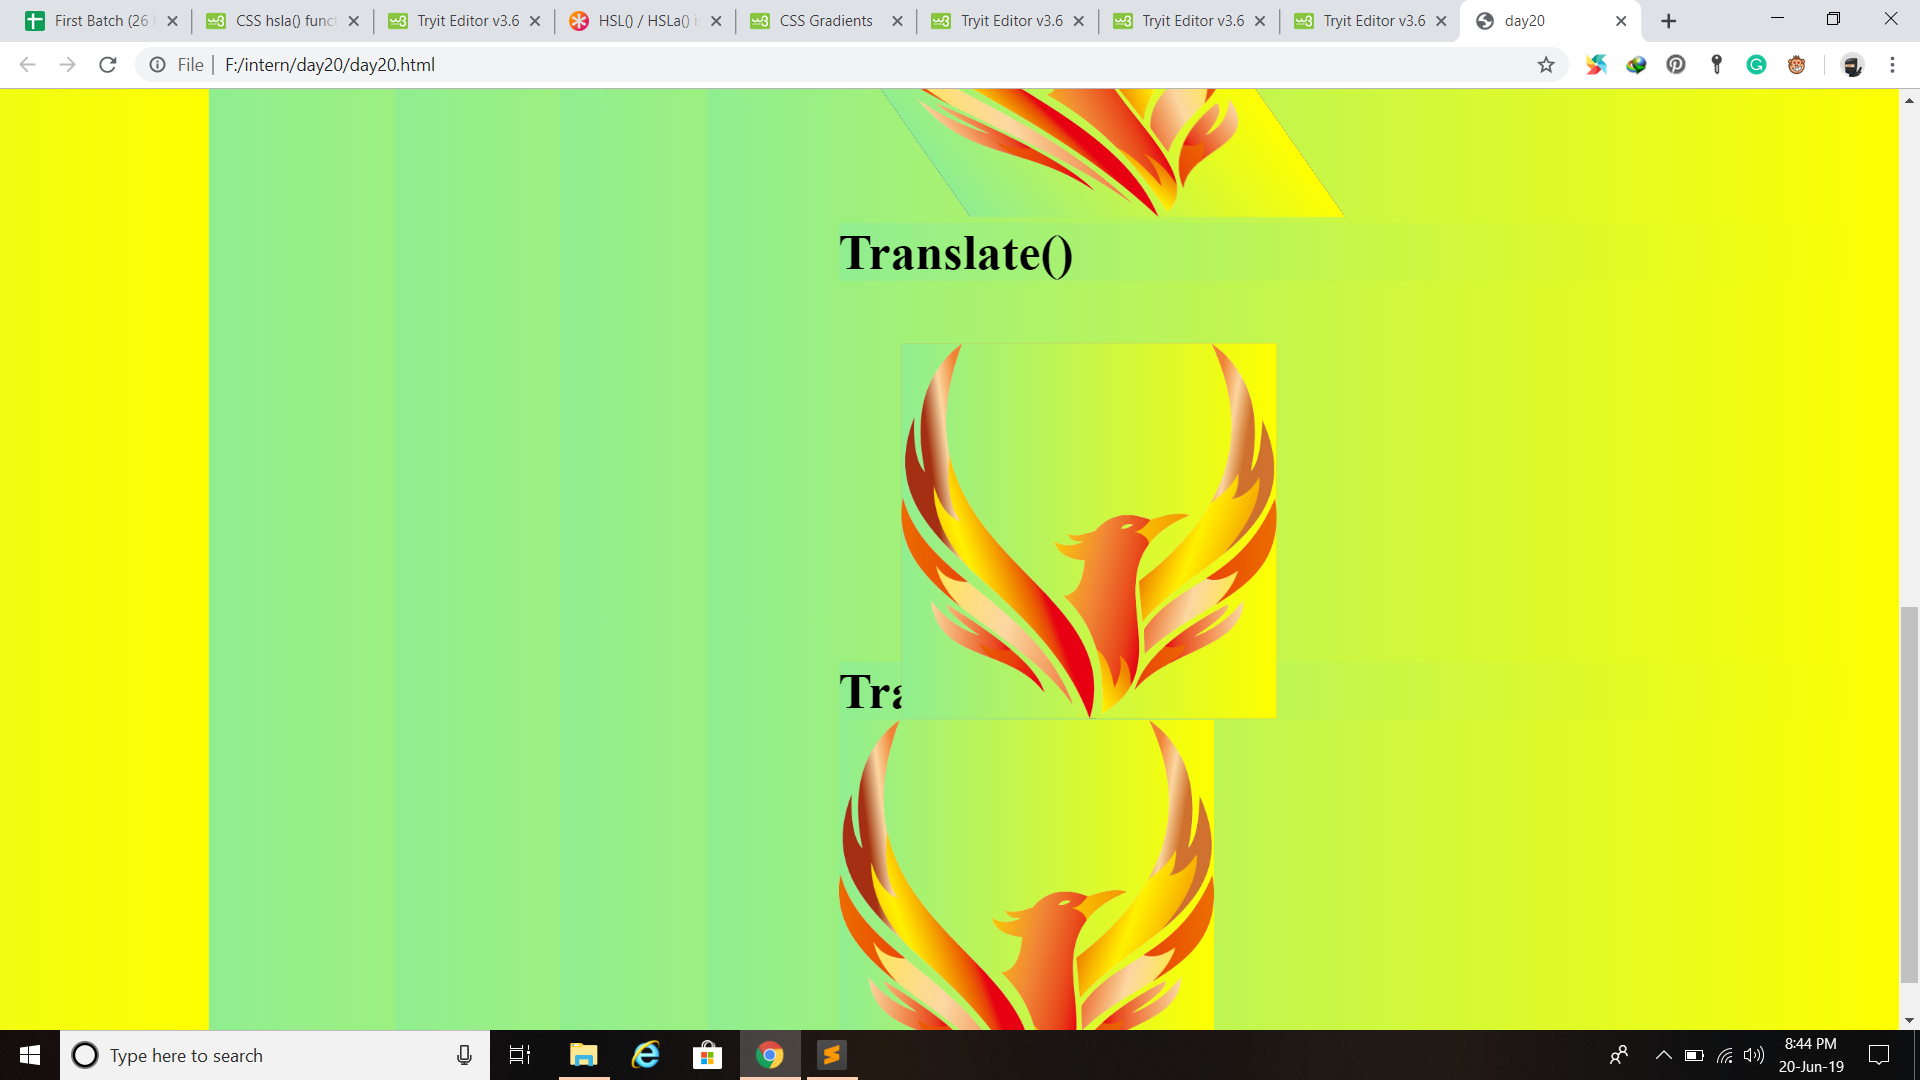 First Batch (26
CSS hsla() func
Tryit Editor v3.6
HSL() / HSLa() i
CSS Gradients
Tryit Editor v3.6
Tryit Editor v3.6
Tryit Editor v3.6
day20
File
F:/intern/day20/day20.html
Translate()
Tra
Type here to search
8:44 PM
20-Jun-19